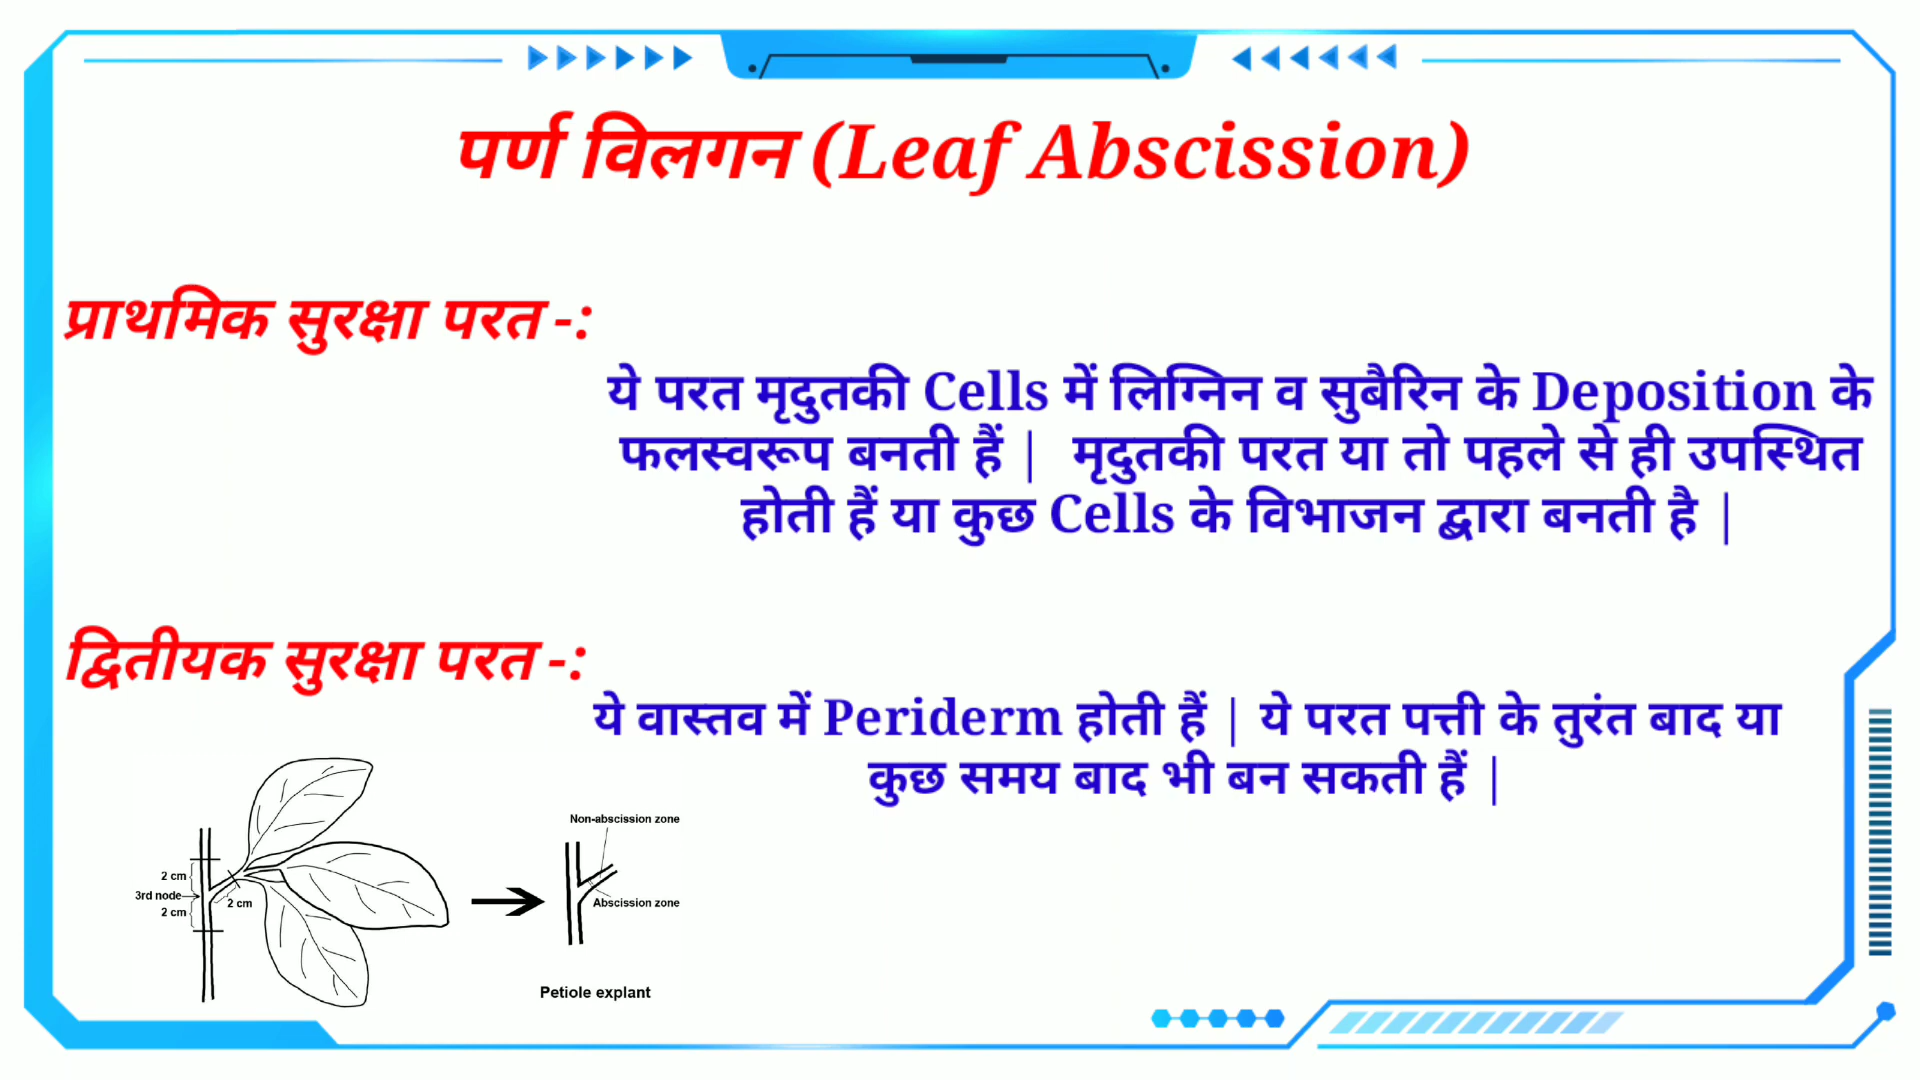 पर्ण विलगन (Leaf Abscission)
प्राथमिक सुरक्षा परत -:
ये परत मृदुतकी Cells में लिग्निन व सुबैरिन के Deposition के
फलस्वरूप बनती हैं | मृदुतकी परत या तो पहले से ही उपस्थित
होती हैं या कुछ Cells के विभाजन द्वारा बनती है |
द्वितीयक सुरक्षा परत -:
ये वास्तव में Periderm होती हैं | ये परत पत्ती के तुरंत बाद या
कुछ समय बाद भी बन सकती हैं |
2 cm
3rd node
2 cm
2 cm
Non-abscission zone
Abscission zone
Petiole explant